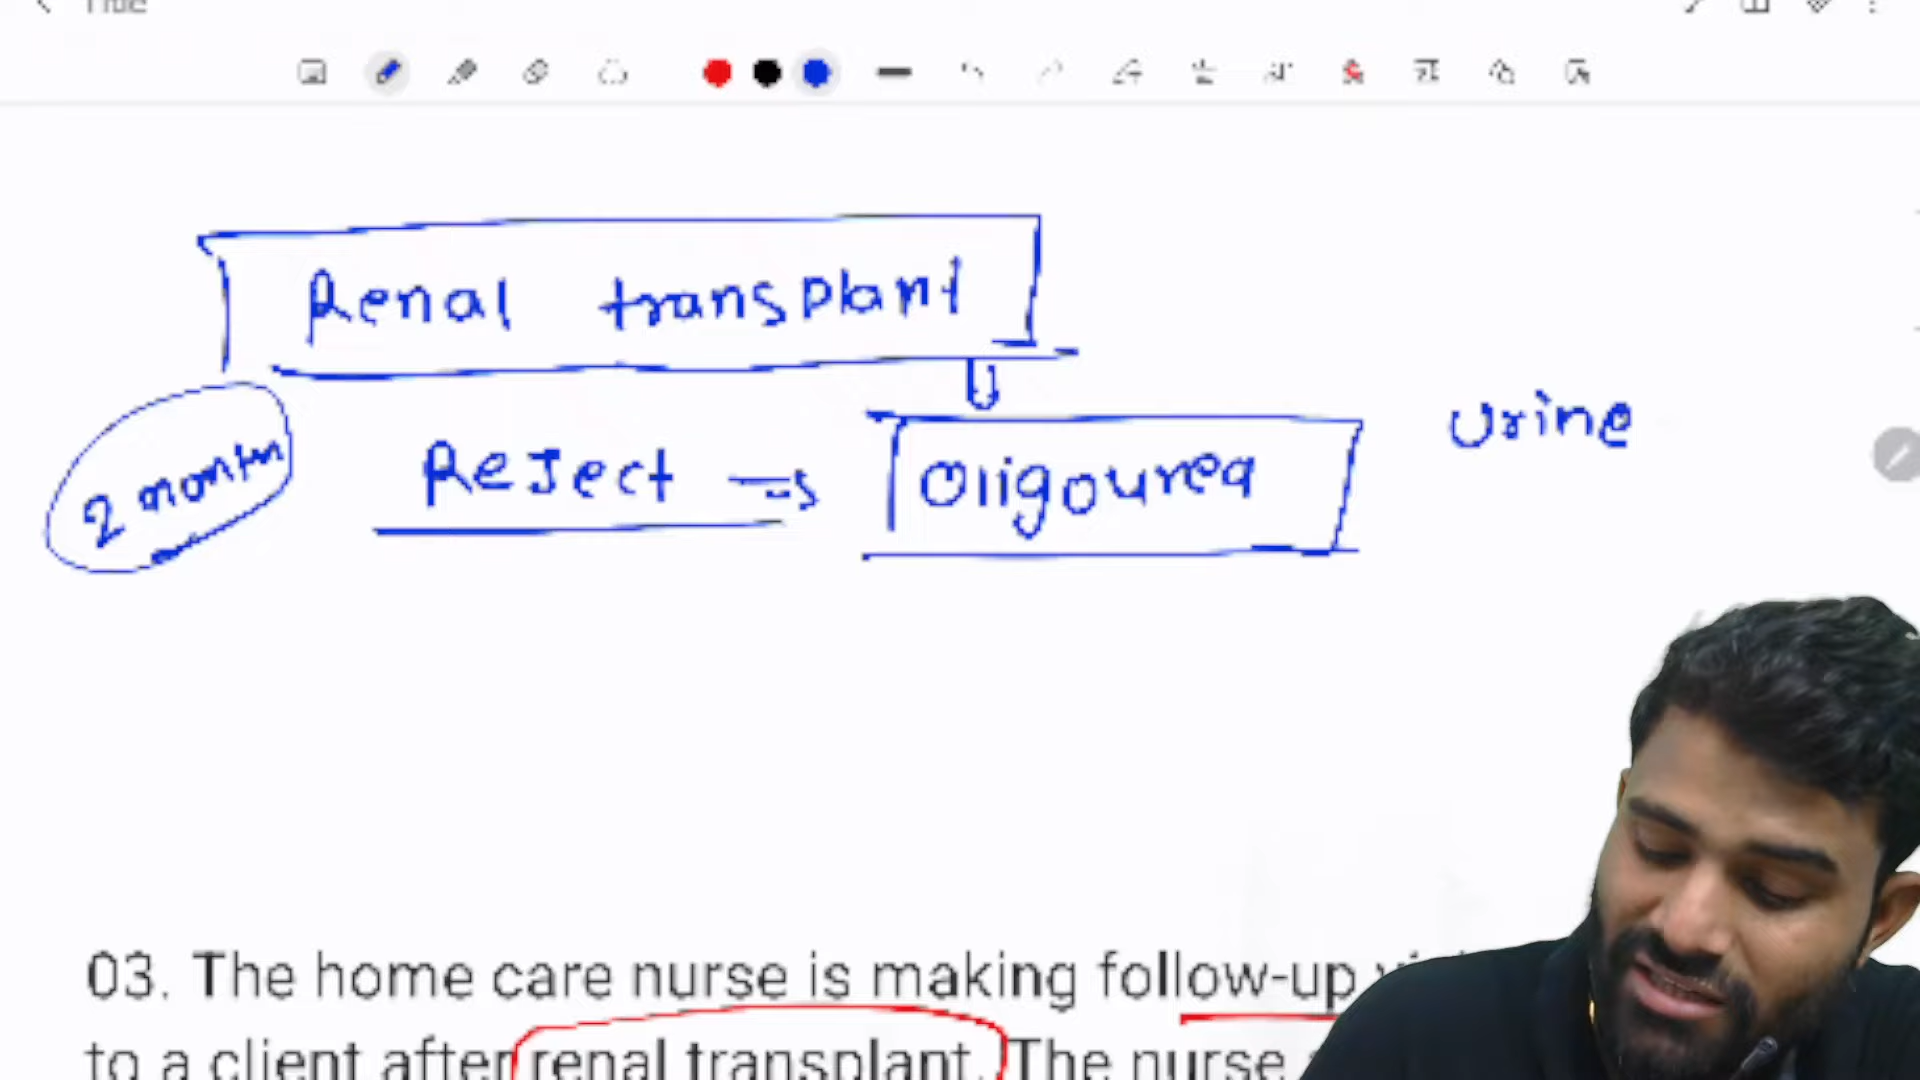 Title
Renal transplant
2 month
Reject
Oligourea
Urine
03. The home care nurse is making follow-up
to a client after renal transplant. The nurse